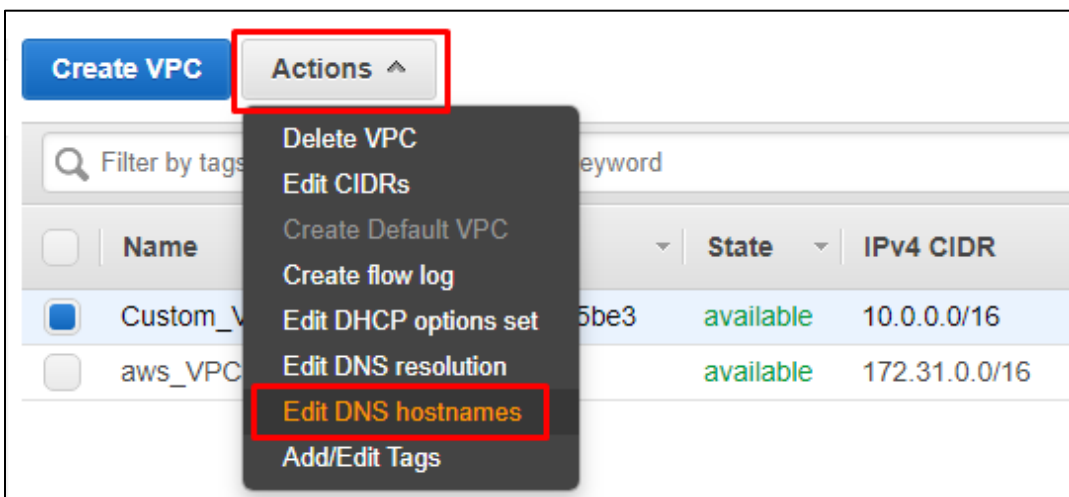 Create VPC Actions
Delete VPC
Filter by tags eyword
Edit CIDRs
Create Default VPC
Name State IPv4 CIDR
Create flow log
Custom_V 5be3 available 10.0.0.0/16
Edit DHCP options set
Edit DNS resolution
aws_VPC available 172.31.0.0/16
Edit DNS hostnames
Add/Edit Tags